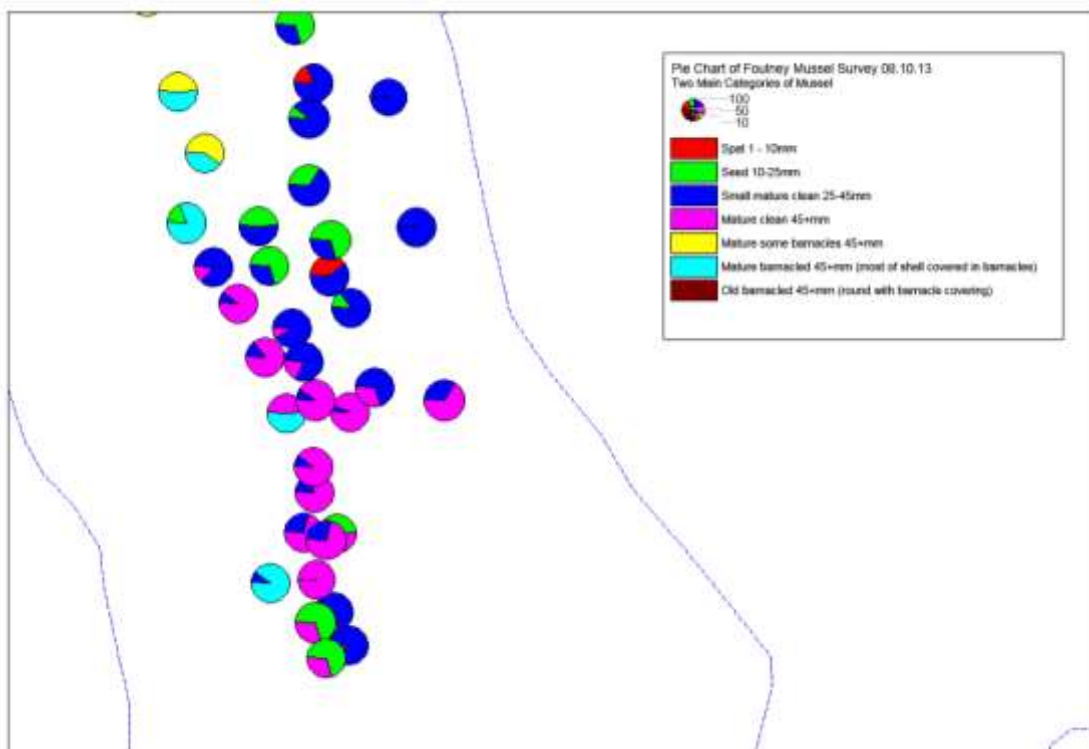 Pie Chart of Foulney Mussel Survey 08.10.13
Two Main Categories of Mussel
100
50
10
Spat 1 - 10mm
Seed 10-25mm
Small mature clean 25-45mm
Mature clean 45+mm
Mature some barnacles 45+mm
Mature barnacled 45+mm (most of shell covered in barnacles)
Old barnacled 45+mm (round with barnacle covering)